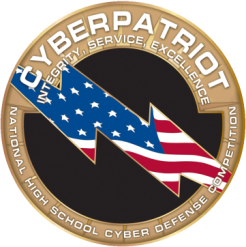 CYBERPATRIOT
INTEGRITY, SERVICE, EXCELLENCE
NATIONAL HIGH SCHOOL CYBER DEFENSE COMPETITION